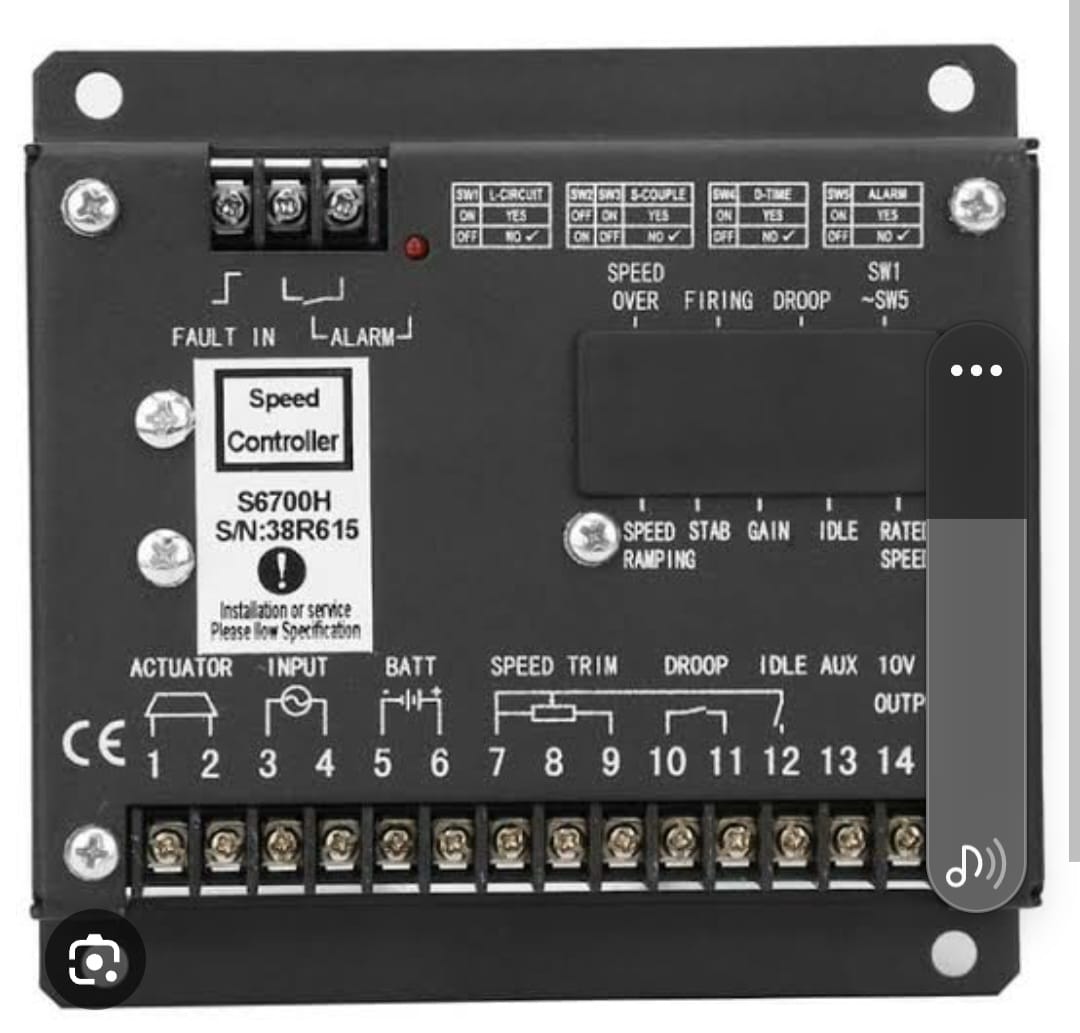 SW1 L-CIRCUIT
ON YES
OFF NO ✓
SW2 SW3 S-COUPLE
OFF ON YES
ON OFF NO ✓
SW4 D-TIME
ON YES
OFF NO ✓
SW5 ALARM
ON YES
OFF NO ✓
SPEED OVER
FIRING
DROOP
SW1 ~SW5
FAULT IN
ALARM
Speed
Controller
S6700H
S/N:38R615
!
Installation or service
Please llow Specification
SPEED RAMPING
STAB
GAIN
IDLE
ACTUATOR INPUT BATT SPEED TRIM DROOP IDLE AUX 10V
- +
CE 1 2 3 4 5 6 7 8 9 10 11 12 13 14